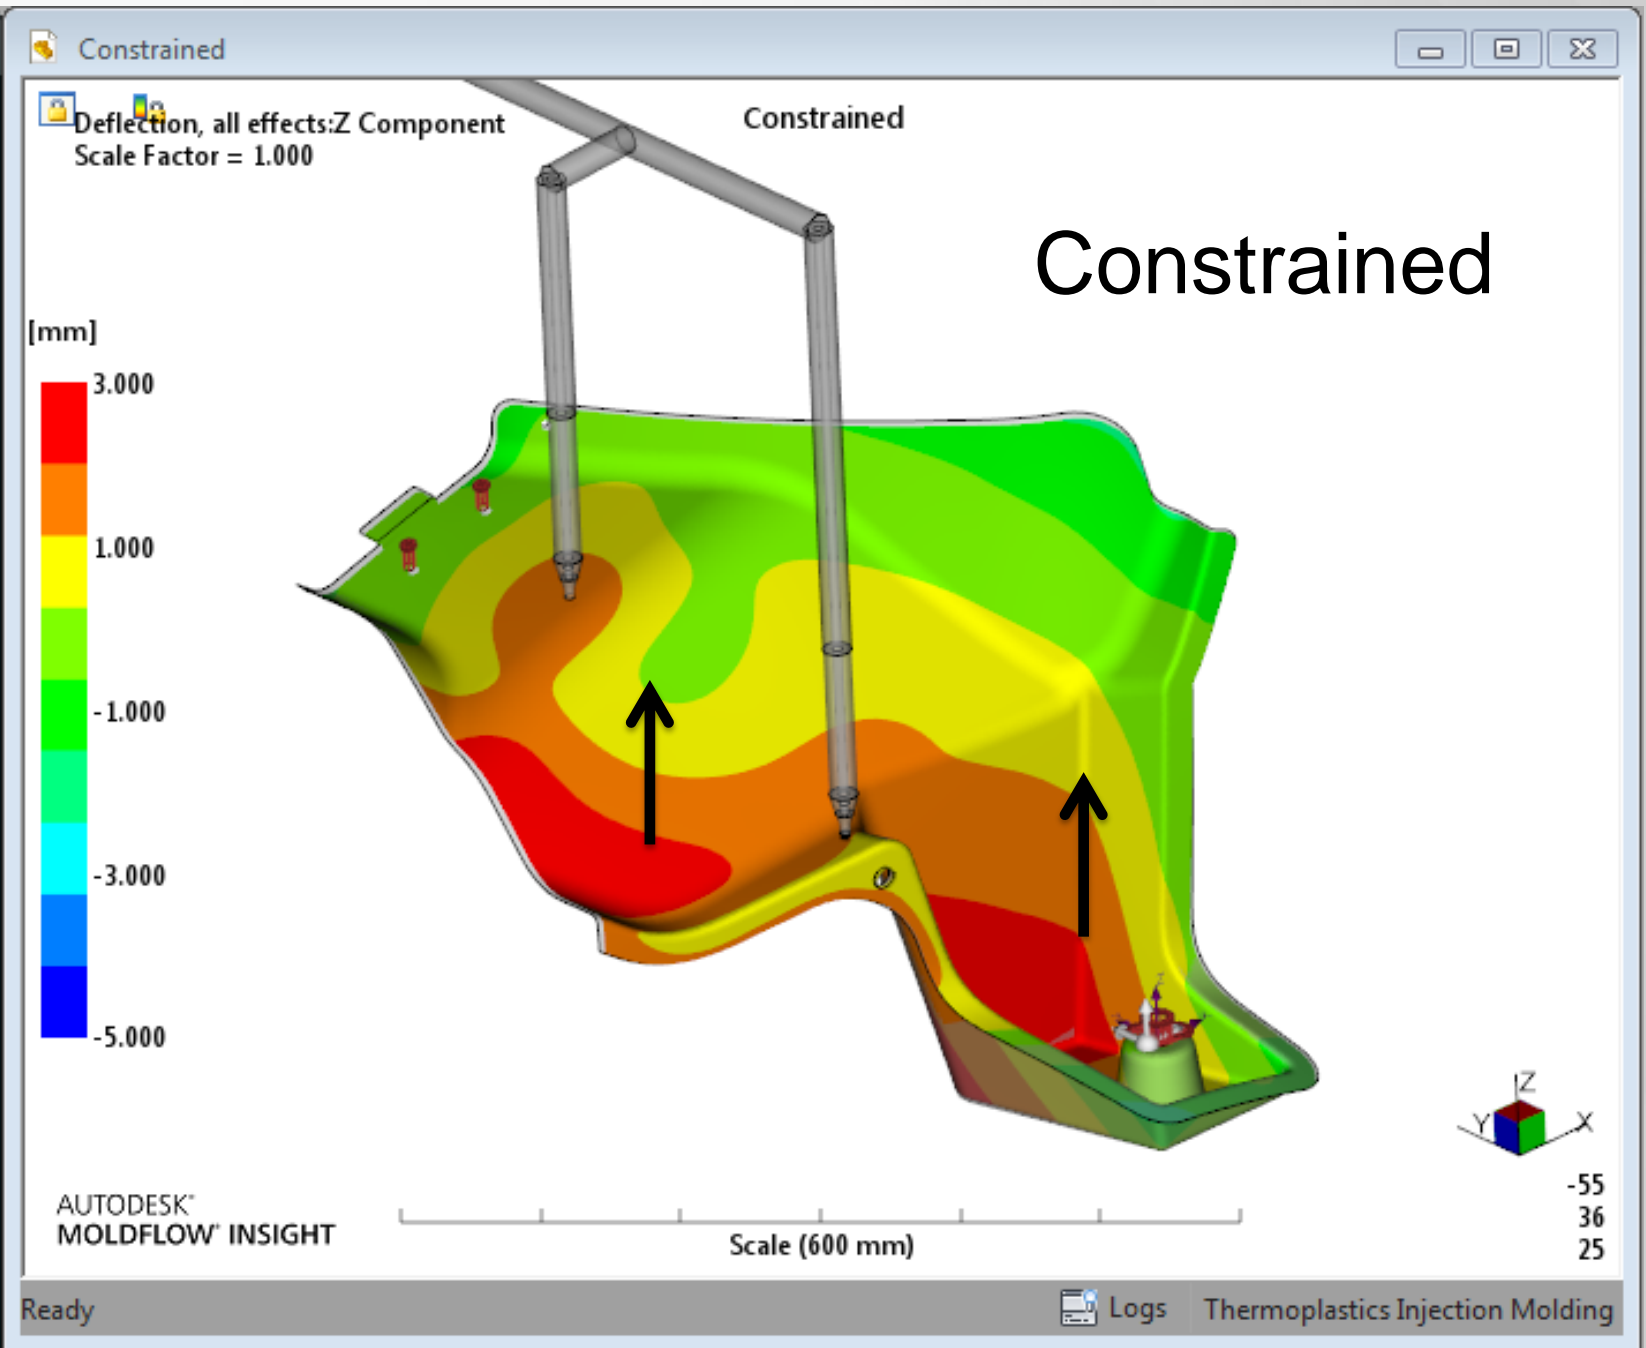 Constrained
Deflection, all effects:Z Component
Scale Factor = 1.000
Constrained
Constrained
[mm]
3.000
1.000
-1.000
-3.000
-5.000
Z
Y
X
-55
36
25
AUTODESK®
MOLDFLOW® INSIGHT
Scale (600 mm)
Ready
Logs
Thermoplastics Injection Molding